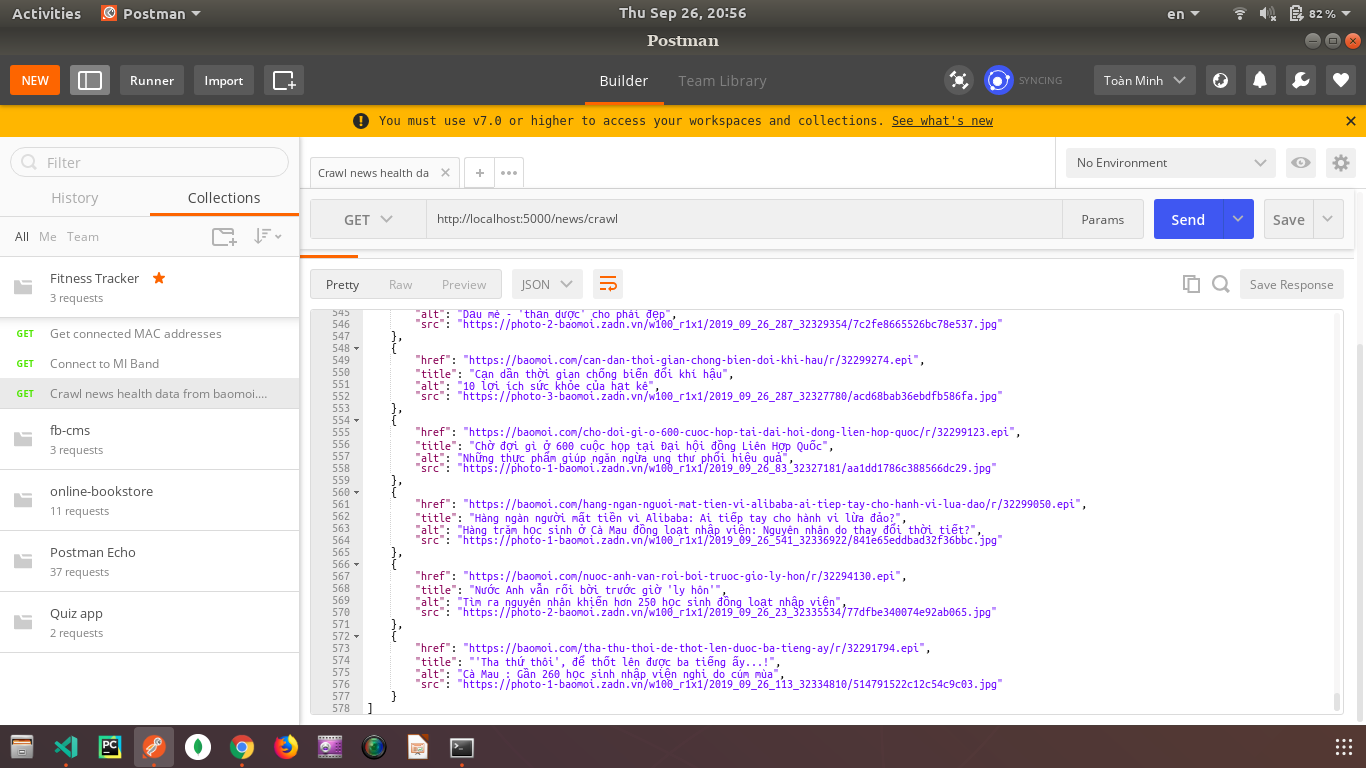 Activities
Postman
Thu Sep 26, 20:56
en
82%
Postman
NEW
Runner
Import
Builder
Team Library
SYNCING
Toàn Minh
You must use v7.0 or higher to access your workspaces and collections. See what's new
Filter
History
Collections
All Me Team
Fitness Tracker
3 requests
GET Get connected MAC addresses
GET Connect to MI Band
GET Crawl news health data from baomoi....
fb-cms
3 requests
online-bookstore
11 requests
Postman Echo
37 requests
Quiz app
2 requests
Crawl news health da
No Environment
GET
http://localhost:5000/news/crawl
Params
Send
Save
Pretty
Raw
Preview
JSON
Save Response
545 "alt": "Dâu mè - 'thần dược' cho phái đẹp",
546 "src": "https://photo-2-baomoi.zadn.vn/w100_r1x1/2019_09_26_287_32329354/7c2fe8665526bc78e537.jpg"
547 },
548 {
549 "href": "https://baomoi.com/can-dan-thoi-gian-chong-bien-doi-khi-hau/r/32299274.epi",
550 "title": "Cạn dần thời gian chống biến đổi khí hậu",
551 "alt": "10 lợi ích sức khỏe của hạt kê",
552 "src": "https://photo-3-baomoi.zadn.vn/w100_r1x1/2019_09_26_287_32327780/acd68bab36ebdfb586fa.jpg"
553 },
554 {
555 "href": "https://baomoi.com/cho-doi-gi-o-600-cuoc-hop-tai-dai-hoi-dong-lien-hop-quoc/r/32299123.epi",
556 "title": "Chờ đợi gì ở 600 cuộc họp tại Đại hội đồng Liên Hợp Quốc",
557 "alt": "Những thực phẩm giúp ngăn ngừa ung thư phổi hiệu quả",
558 "src": "https://photo-1-baomoi.zadn.vn/w100_r1x1/2019_09_26_83_32327181/aa1dd1786c388566dc29.jpg"
559 },
560 {
561 "href": "https://baomoi.com/hang-ngan-nguoi-mat-tien-vi-alibaba-ai-tiep-tay-cho-hanh-vi-lua-dao/r/32299050.epi",
562 "title": "Hàng ngàn người mất tiền vì Alibaba: Ai tiếp tay cho hành vi lừa đảo?",
563 "alt": "Hàng trăm học sinh ở Cà Mau đồng loạt nhập viện: Nguyên nhân do thay đổi thời tiết?",
564 "src": "https://photo-1-baomoi.zadn.vn/w100_r1x1/2019_09_26_541_32336922/841e65eddbad32f36bbc.jpg"
565 },
566 {
567 "href": "https://baomoi.com/nuoc-anh-van-roi-boi-truoc-gio-ly-hon/r/32294130.epi",
568 "title": "Nước Anh vẫn rối bời trước giờ 'ly hôn'",
569 "alt": "Tìm ra nguyên nhân khiến hơn 250 học sinh đồng loạt nhập viện",
570 "src": "https://photo-2-baomoi.zadn.vn/w100_r1x1/2019_09_26_23_32335534/77dfbe340074e92ab065.jpg"
571 },
572 {
573 "href": "https://baomoi.com/tha-thu-thoi-de-thot-len-duoc-ba-tieng-ay/r/32291794.epi",
574 "title": "'Tha thứ thôi', để thốt lên được ba tiếng ấy...!",
575 "alt": "Cà Mau : Gần 260 học sinh nhập viện nghi do cúm mùa",
576 "src": "https://photo-1-baomoi.zadn.vn/w100_r1x1/2019_09_26_113_32334810/514791522c12c54c9c03.jpg"
577 }
578 ]